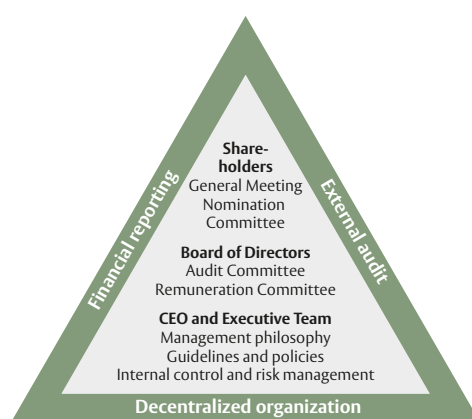 Financial reporting
External audit
Share-
holders
General Meeting
Nomination
Committee
Board of Directors
Audit Committee
Remuneration Committee
CEO and Executive Team
Management philosophy
Guidelines and policies
Internal control and risk management
Decentralized organization